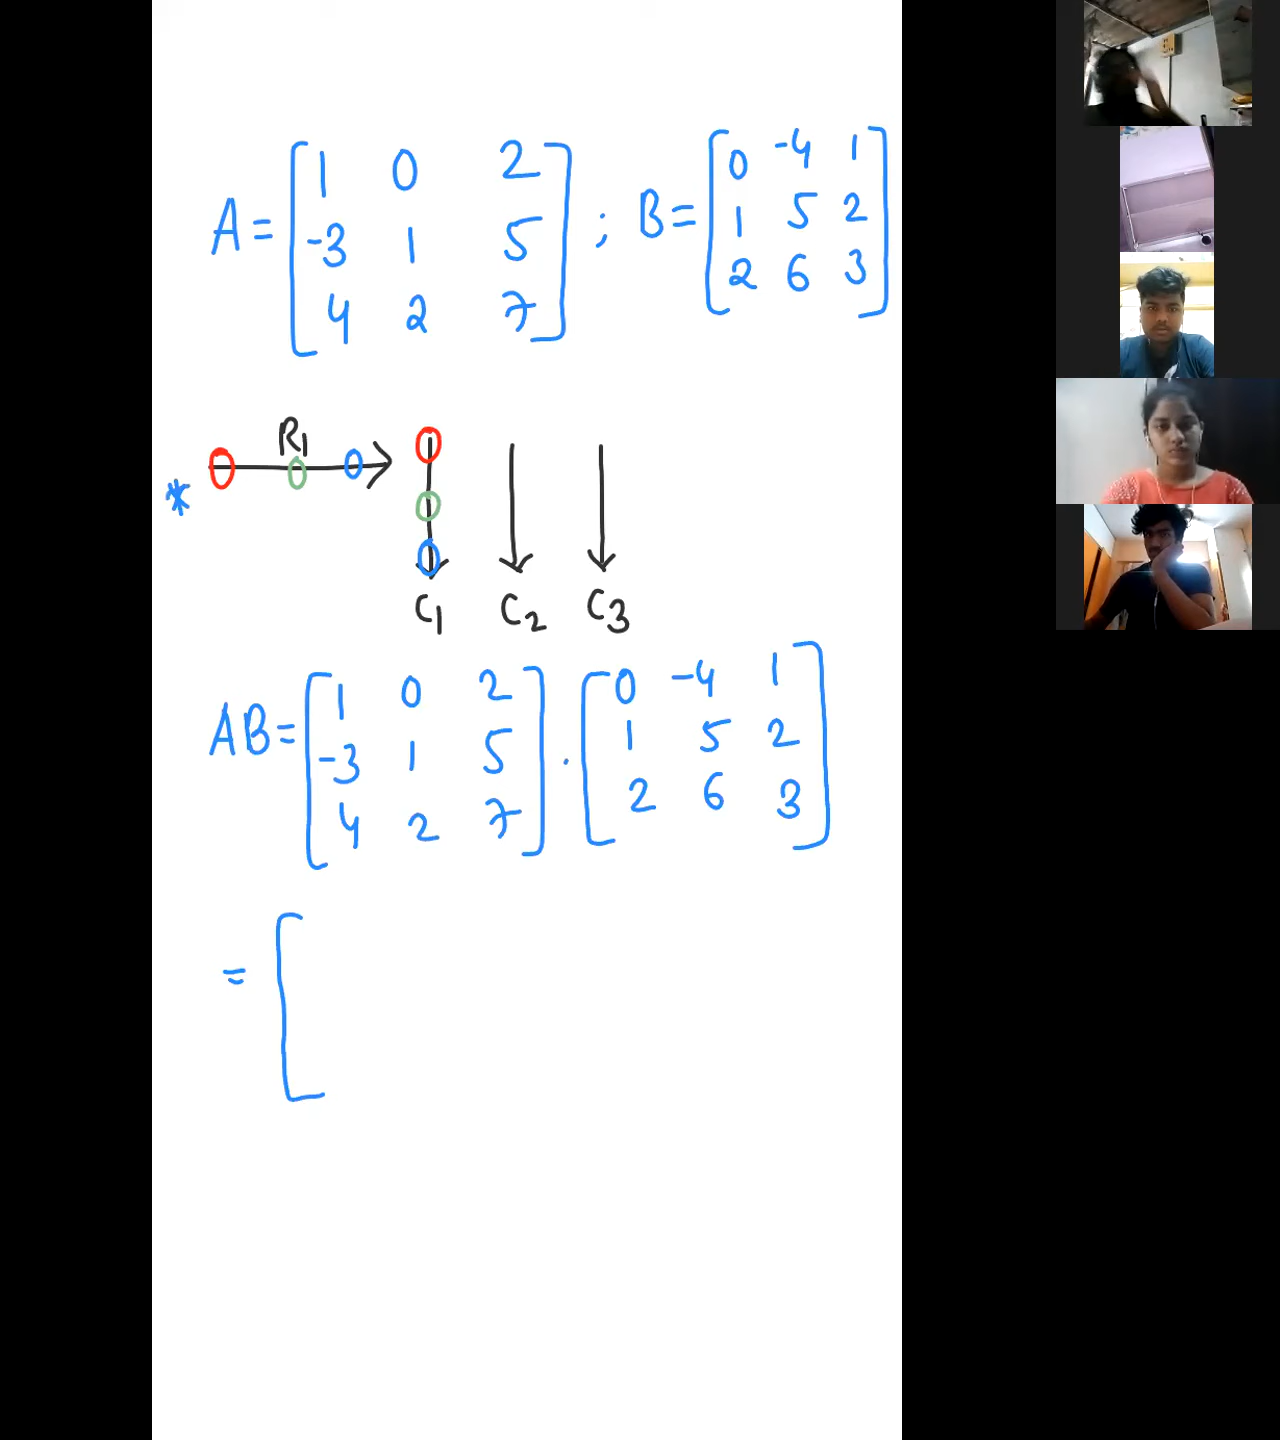 A = [ 1 0 2 ; B = [ 0 -4 1
-3 1 5 1 5 2
4 2 7 ] 2 6 3 ]
R1
*
C1 C2 C3
AB = [ 1 0 2 . [ 0 -4 1
-3 1 5 1 5 2
4 2 7 ] 2 6 3 ]
= [